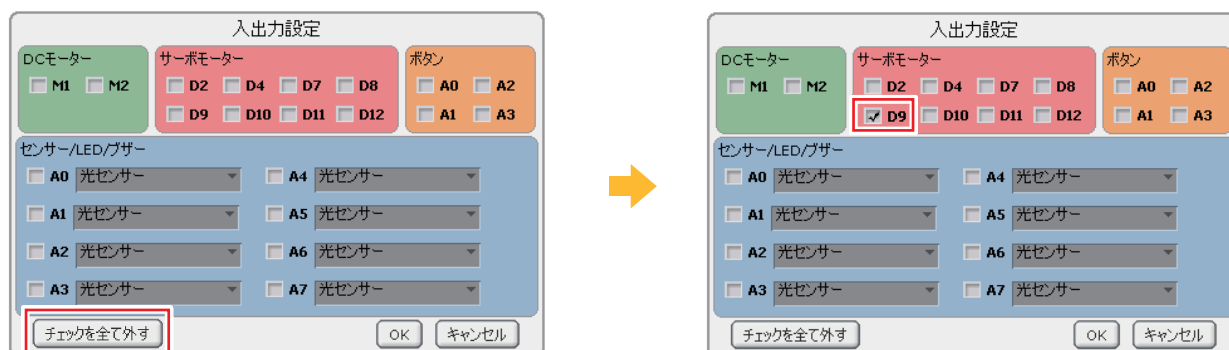 入出力設定
DCモーター
M1 M2
サーボモーター
D2 D4 D7 D8
D9 D10 D11 D12
ボタン
A0 A2
A1 A3
センサー/LED/ブザー
A0 光センサー A4 光センサー
A1 光センサー A5 光センサー
A2 光センサー A6 光センサー
A3 光センサー A7 光センサー
チェックを全て外す OK キャンセル
入出力設定
DCモーター
M1 M2
サーボモーター
D2 D4 D7 D8
D9 D10 D11 D12
ボタン
A0 A2
A1 A3
センサー/LED/ブザー
A0 光センサー A4 光センサー
A1 光センサー A5 光センサー
A2 光センサー A6 光センサー
A3 光センサー A7 光センサー
チェックを全て外す OK キャンセル